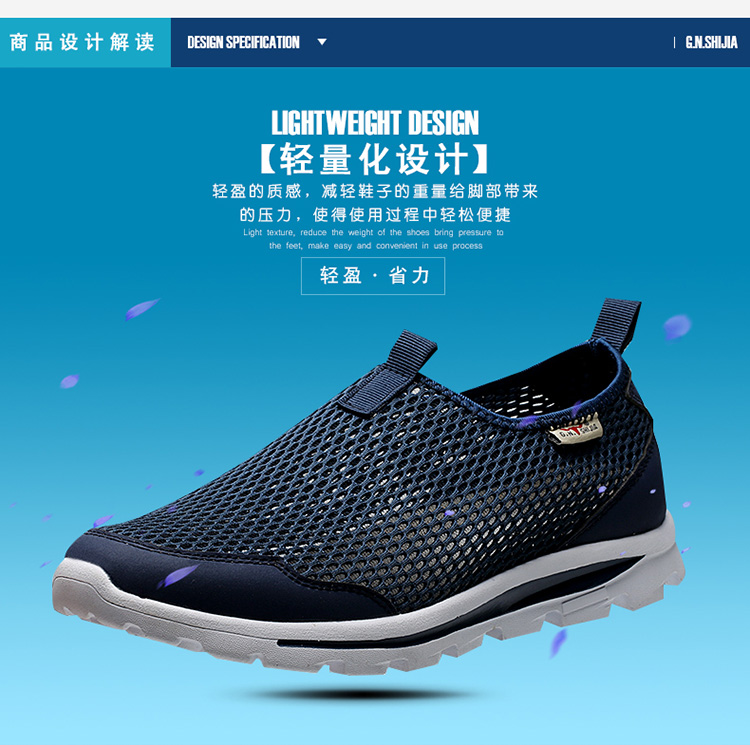 商品设计解读
DESIGN SPECIFICATION
G.N.SHIJIA
LIGHTWEIGHT DESIGN
【轻量化设计】
轻盈的质感，减轻鞋子的重量给脚部带来
的压力，使得使用过程中轻松便捷
Light texture, reduce the weight of the shoes bring pressure to
the feet, make easy and convenient in use process
轻盈·省力
G.N. SHIJIA